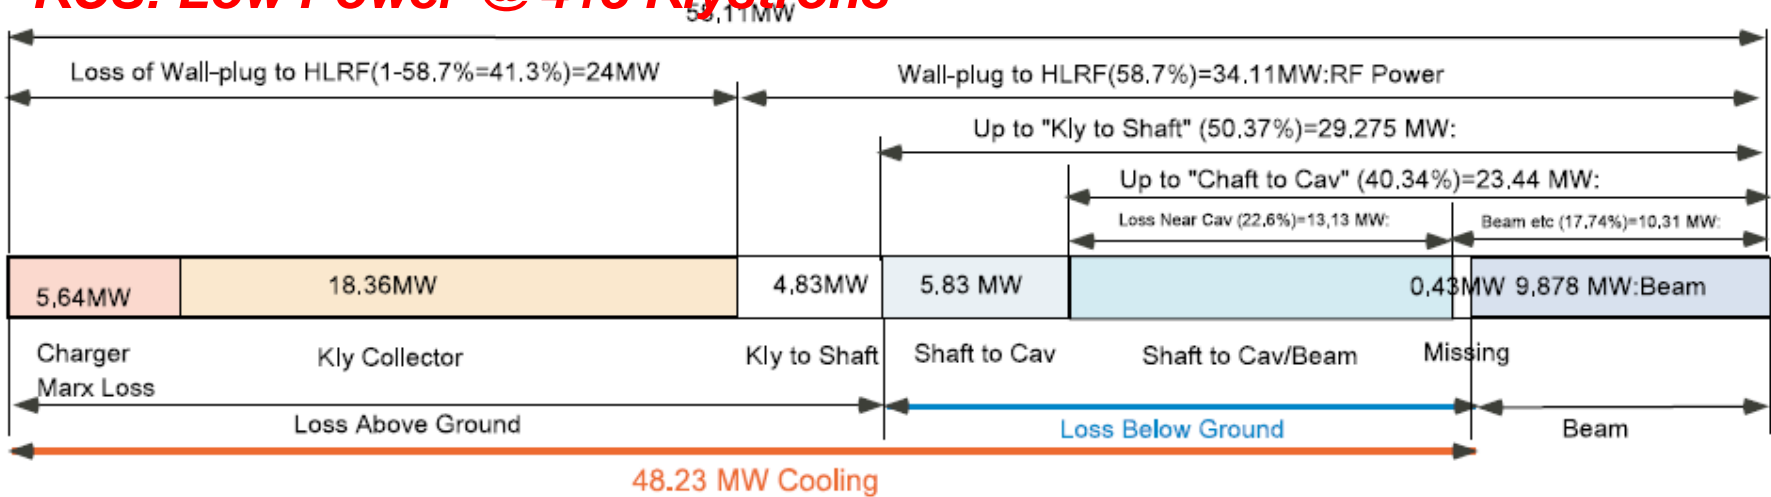 58,11MW
Loss of Wall-plug to HLRF(1-58.7%=41.3%)=24MW
Wall-plug to HLRF(58.7%)=34.11MW:RF Power
Up to "Kly to Shaft" (50.37%)=29.275 MW:
Up to "Chaft to Cav" (40.34%)=23.44 MW:
Loss Near Cav (22.6%)=13,13 MW:
Beam etc (17.74%)=10.31 MW:
5,64MW
18.36MW
4,83MW
5,83 MW
0,43MW
9,878 MW:Beam
Charger
Marx Loss
Kly Collector
Kly to Shaft
Shaft to Cav
Shaft to Cav/Beam
Missing
Loss Above Ground
Loss Below Ground
Beam
48.23 MW Cooling